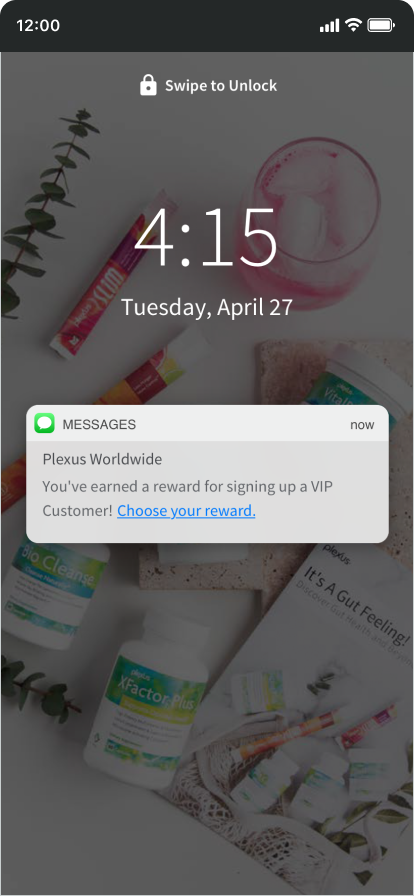 12:00
Swipe to Unlock
4:15
Tuesday, April 27
MESSAGES
now
Plexus Worldwide
You've earned a reward for signing up a VIP
Customer! Choose your reward.
plexus
Vital
Bio Cleanse
plexus
It's A Gut Feeling!
Discover Gut Health and
plexus
XFactor Plus